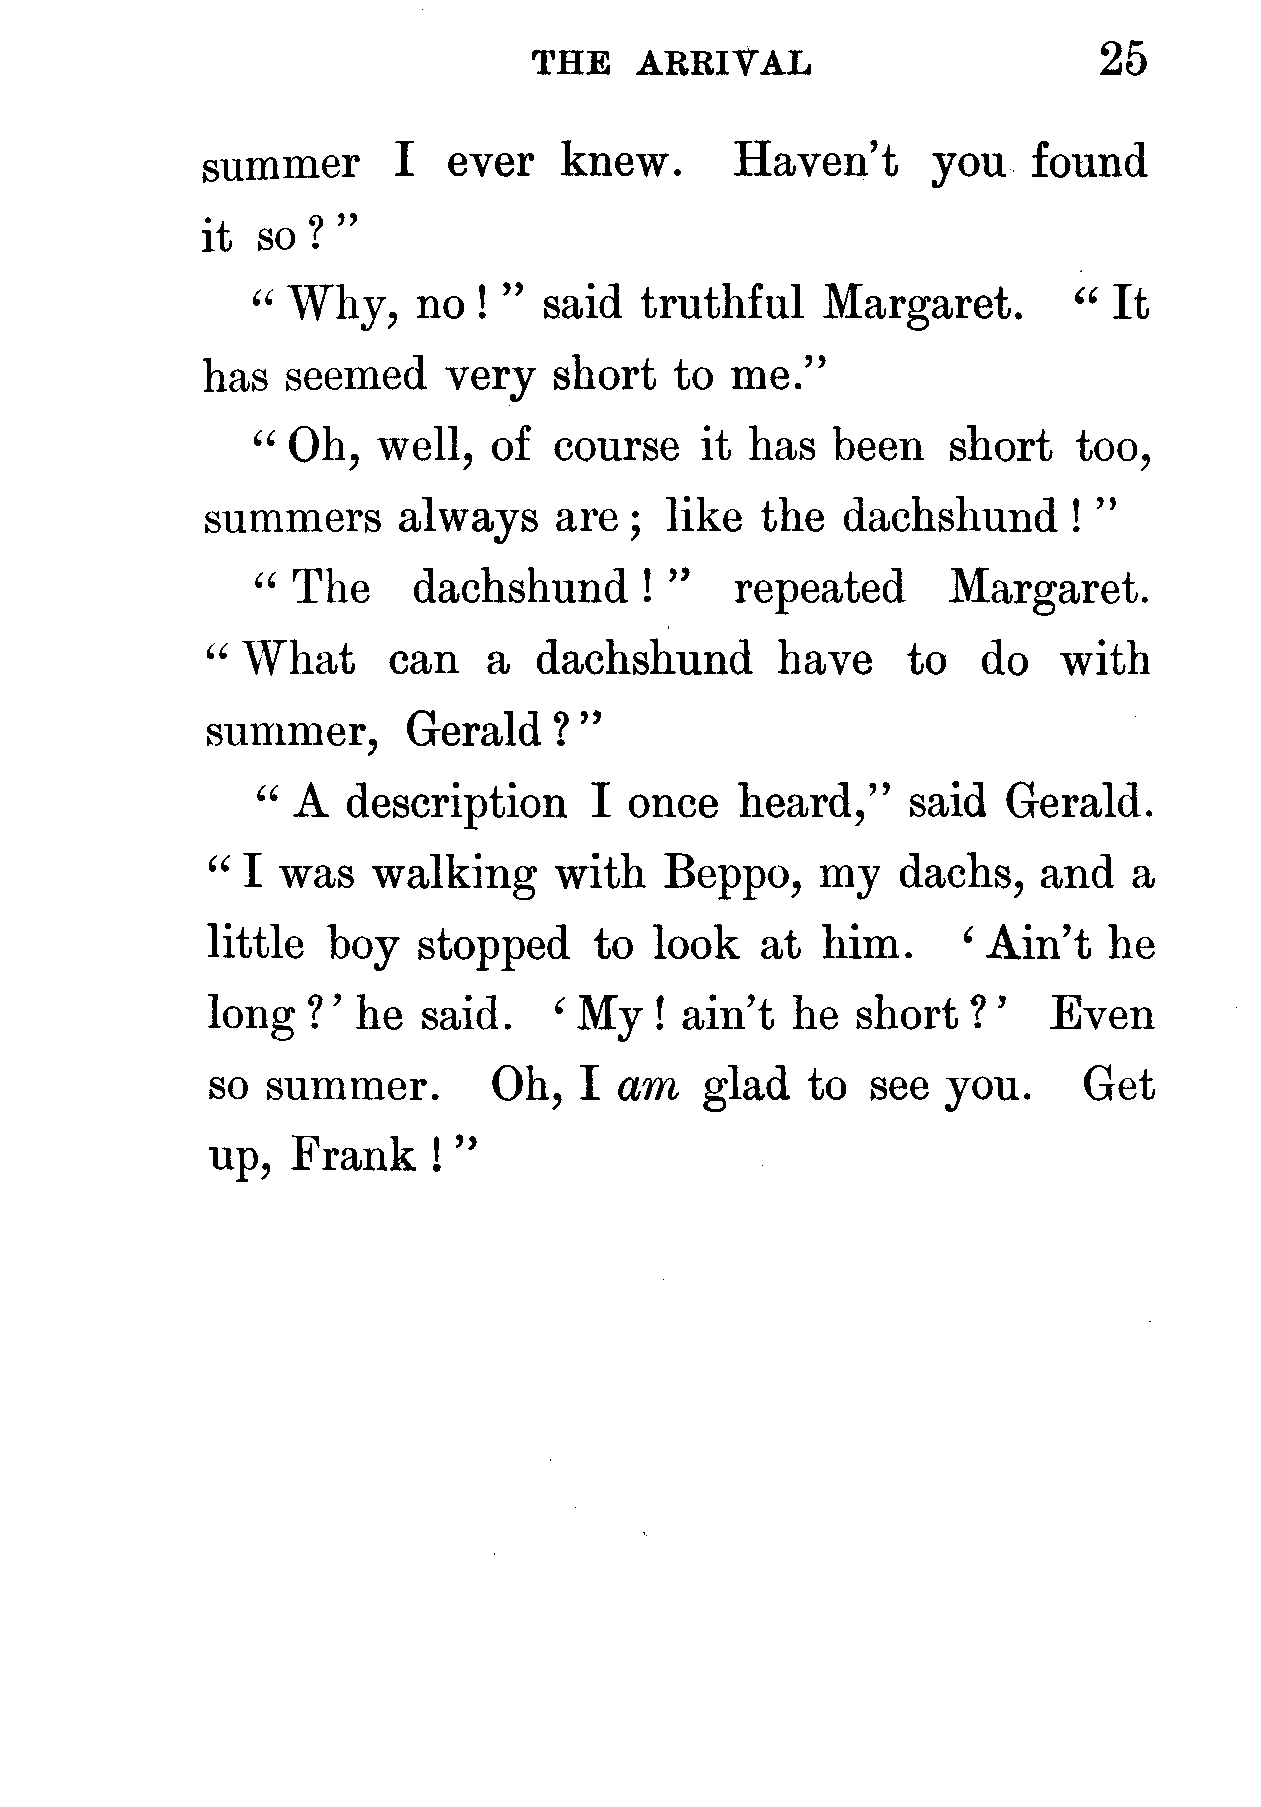 THE ARRIVAL 25
summer I ever knew. Haven't you found
it so?"
"Why, no!" said truthful Margaret. "It
has seemed very short to me."
"Oh, well, of course it has been short too,
summers always are; like the dachshund!"
"The dachshund!" repeated Margaret.
"What can a dachshund have to do with
summer, Gerald?"
"A description I once heard," said Gerald.
"I was walking with Beppo, my dachs, and a
little boy stopped to look at him. 'Ain't he
long?' he said. 'My! ain't he short?' Even
so summer. Oh, I am glad to see you. Get
up, Frank!"